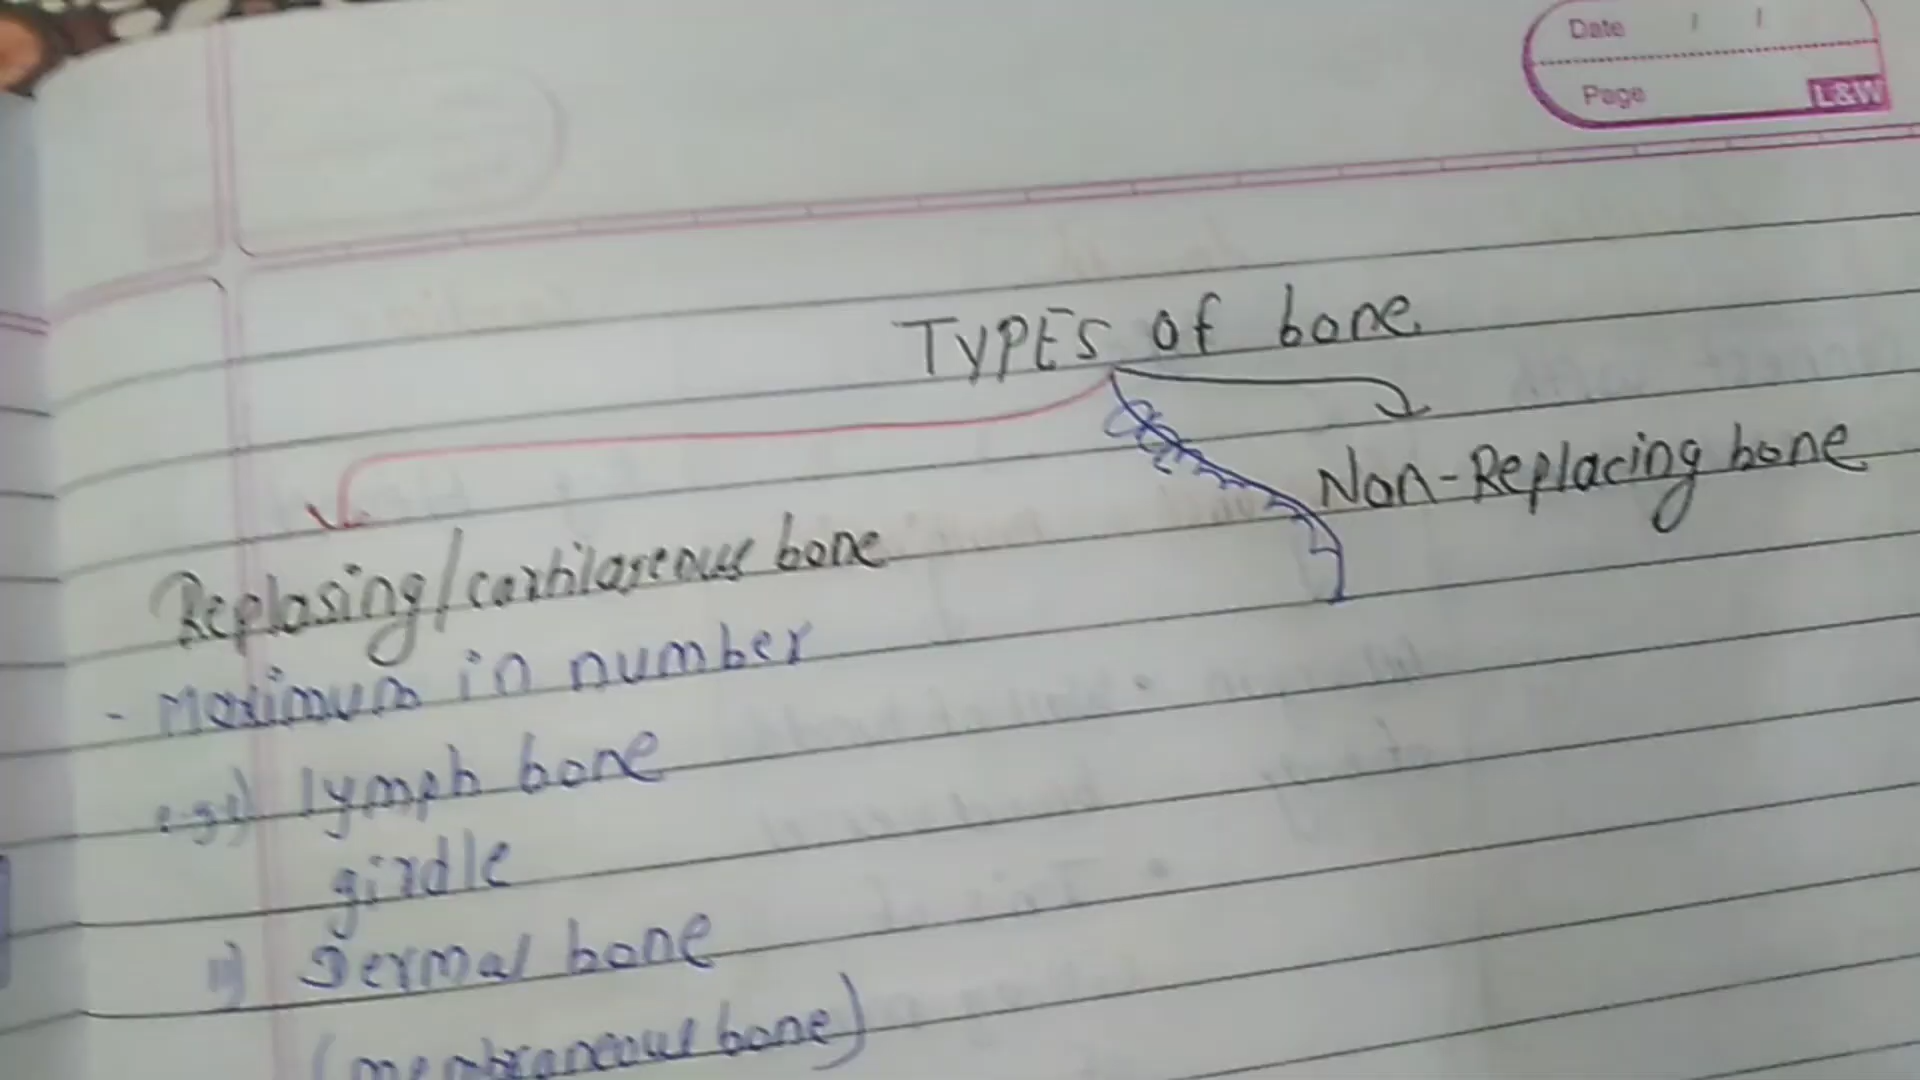 Date / /
Page
L&W
TYPES of bone
Non-Replacing bone
Replasing/cartilageneous bone
- Maximum in number
e.g i) lymph bone
girdle
ii) Dermal bone
(membraneous bone)